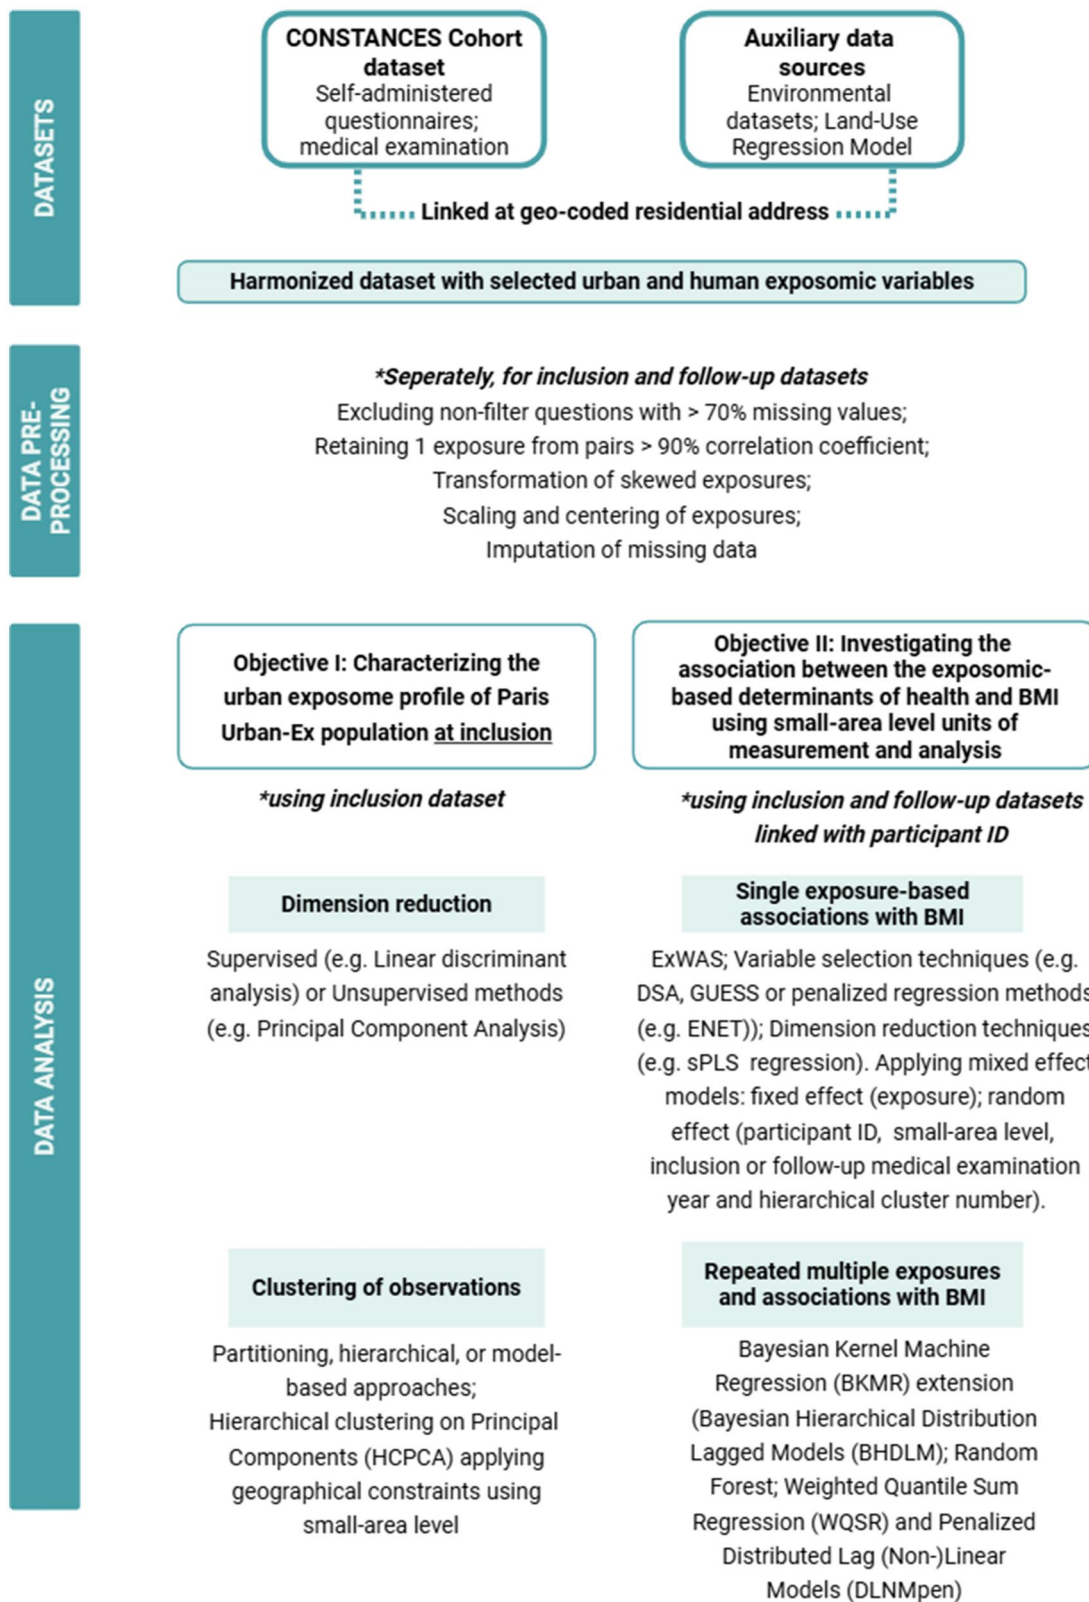 DATASETS
CONSTANCES Cohort
dataset
Self-administered
questionnaires;
medical examination
Auxiliary data
sources
Environmental
datasets; Land-Use
Regression Model
Linked at geo-coded residential address
Harmonized dataset with selected urban and human exposomic variables
DATA PRE-
PROCESSING
*Seperately, for inclusion and follow-up datasets
Excluding non-filter questions with > 70% missing values;
Retaining 1 exposure from pairs > 90% correlation coefficient;
Transformation of skewed exposures;
Scaling and centering of exposures;
Imputation of missing data
DATA ANALYSIS
Objective I: Characterizing the
urban exposome profile of Paris
Urban-Ex population at inclusion
*using inclusion dataset
Dimension reduction
Supervised (e.g. Linear discriminant
analysis) or Unsupervised methods
(e.g. Principal Component Analysis)
Clustering of observations
Partitioning, hierarchical, or model-
based approaches;
Hierarchical clustering on Principal
Components (HCPCA) applying
geographical constraints using
small-area level
Objective II: Investigating the
association between the exposomic-
based determinants of health and BMI
using small-area level units of
measurement and analysis
*using inclusion and follow-up datasets
linked with participant ID
Single exposure-based
associations with BMI
ExWAS; Variable selection techniques (e.g.
DSA, GUESS or penalized regression methods
(e.g. ENET)); Dimension reduction techniques
(e.g. sPLS regression). Applying mixed effect
models: fixed effect (exposure); random
effect (participant ID, small-area level,
inclusion or follow-up medical examination
year and hierarchical cluster number).
Repeated multiple exposures
and associations with BMI
Bayesian Kernel Machine
Regression (BKMR) extension
(Bayesian Hierarchical Distribution
Lagged Models (BHDLM); Random
Forest; Weighted Quantile Sum
Regression (WQSR) and Penalized
Distributed Lag (Non-)Linear
Models (DLNMpen)